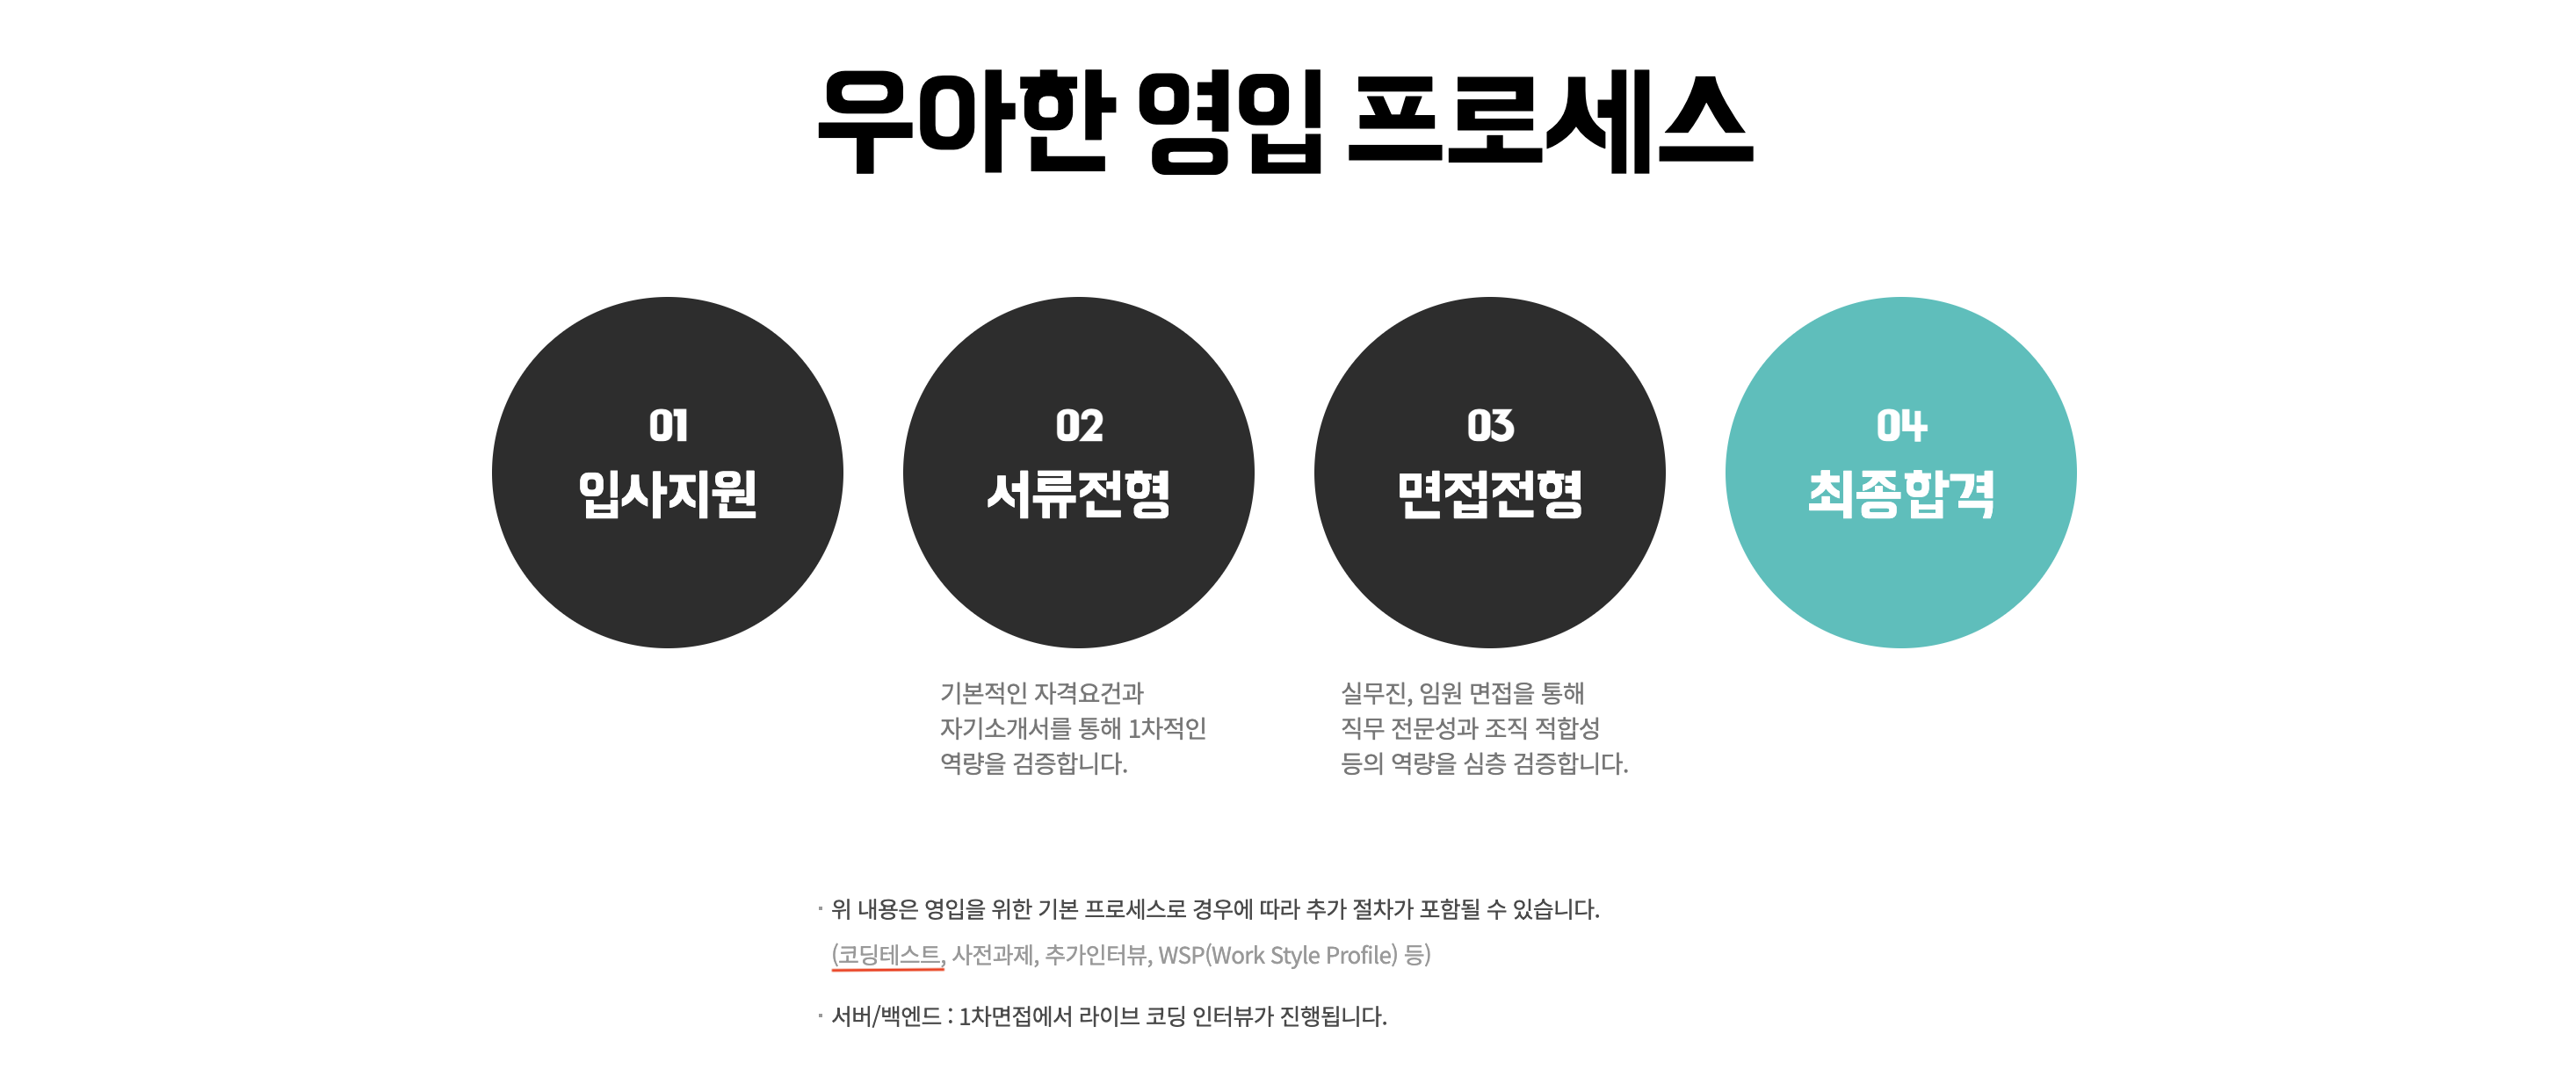 우아한 영입 프로세스
01
입사지원
02
서류전형
03
면접전형
04
최종합격
기본적인 자격요건과
자기소개서를 통해 1차적인
역량을 검증합니다.
실무진, 임원 면접을 통해
직무 전문성과 조직 적합성
등의 역량을 심층 검증합니다.
· 위 내용은 영입을 위한 기본 프로세스로 경우에 따라 추가 절차가 포함될 수 있습니다.
(코딩테스트, 사전과제, 추가인터뷰, WSP(Work Style Profile) 등)
· 서버/백엔드 : 1차면접에서 라이브 코딩 인터뷰가 진행됩니다.